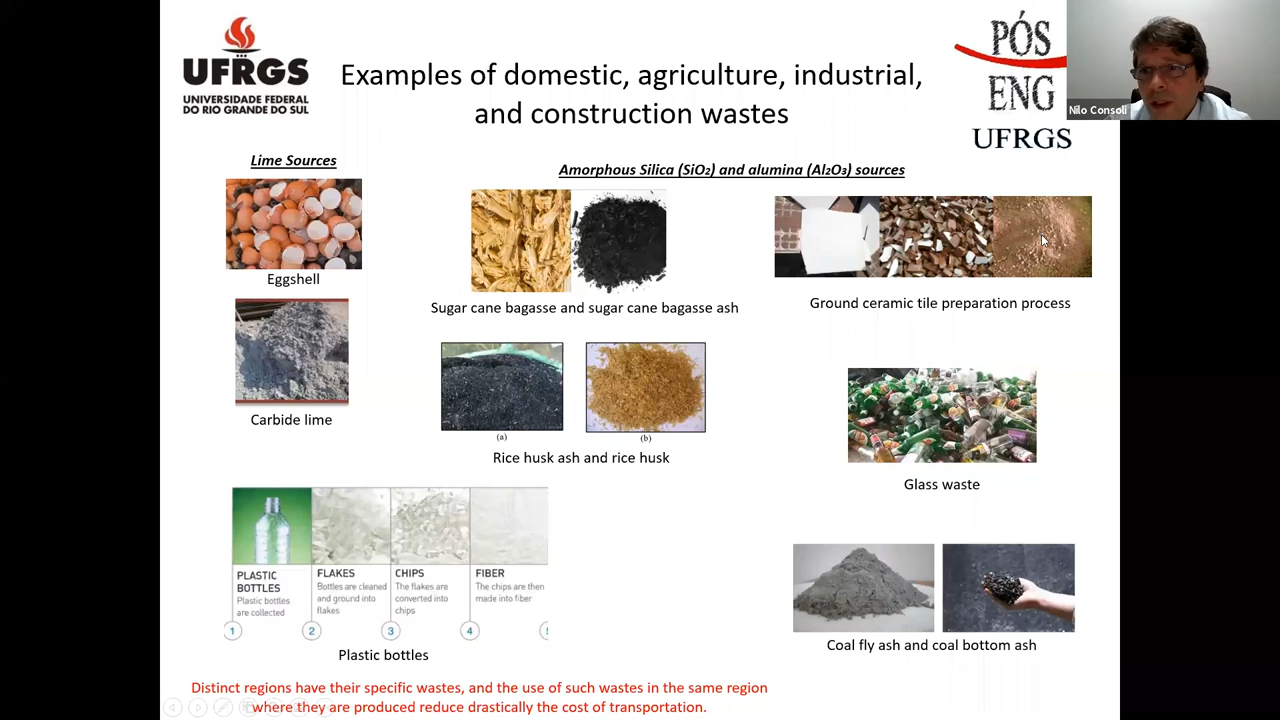 UFRGS
UNIVERSIDADE FEDERAL
DO RIO GRANDE DO SUL
Examples of domestic, agriculture, industrial,
and construction wastes
PÓS
ENG
UFRGS
Nilo Consoli
Lime Sources
Eggshell
Carbide lime
Amorphous Silica (SiO₂) and alumina (Al₂O₃) sources
Sugar cane bagasse and sugar cane bagasse ash
Ground ceramic tile preparation process
(a)
(b)
Rice husk ash and rice husk
Glass waste
PLASTIC
BOTTLES
Plastic bottles
are collected
FLAKES
Bottles are cleaned
and ground into
flakes
CHIPS
The flakes are
converted into
chips
FIBER
The chips are then
made into fiber
1
2
3
4
Plastic bottles
Coal fly ash and coal bottom ash
Distinct regions have their specific wastes, and the use of such wastes in the same region
where they are produced reduce drastically the cost of transportation.